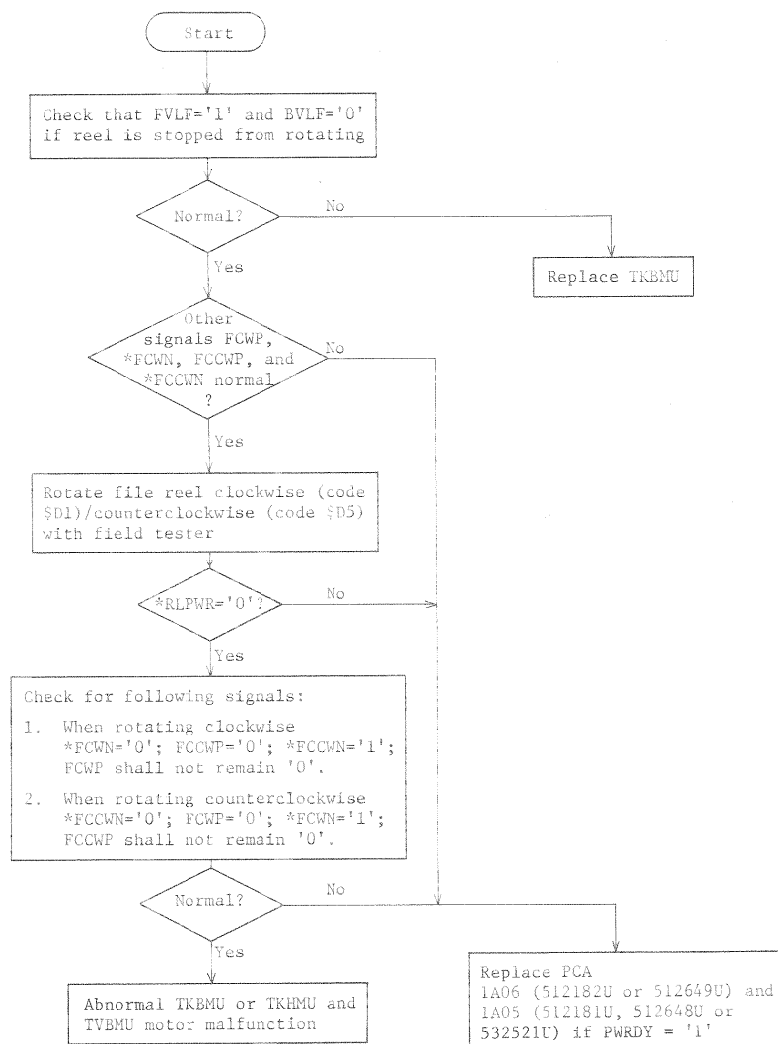 Start
Check that FVLF='1' and BVLF='0'
if reel is stopped from rotating
Normal?
No
Yes
Replace TKBMU
Other
signals FCWP,
*FCWN, FCCWP, and
*FCCWN normal
?
No
Yes
Rotate file reel clockwise (code
$D1)/counterclockwise (code $D5)
with field tester
*RLPWR='0'?
No
Yes
Check for following signals:
1. When rotating clockwise
*FCWN='0'; FCCWP='0'; *FCCWN='1';
FCWP shall not remain '0'.
2. When rotating counterclockwise
*FCCWN='0'; FCWP='0'; *FCWN='1';
FCCWP shall not remain '0'.
Normal?
No
Yes
Abnormal TKBMU or TKHMU and
TVBMU motor malfunction
Replace PCA
1A06 (512182U or 512649U) and
1A05 (512181U, 512648U or
532521U) if PWRDY = '1'